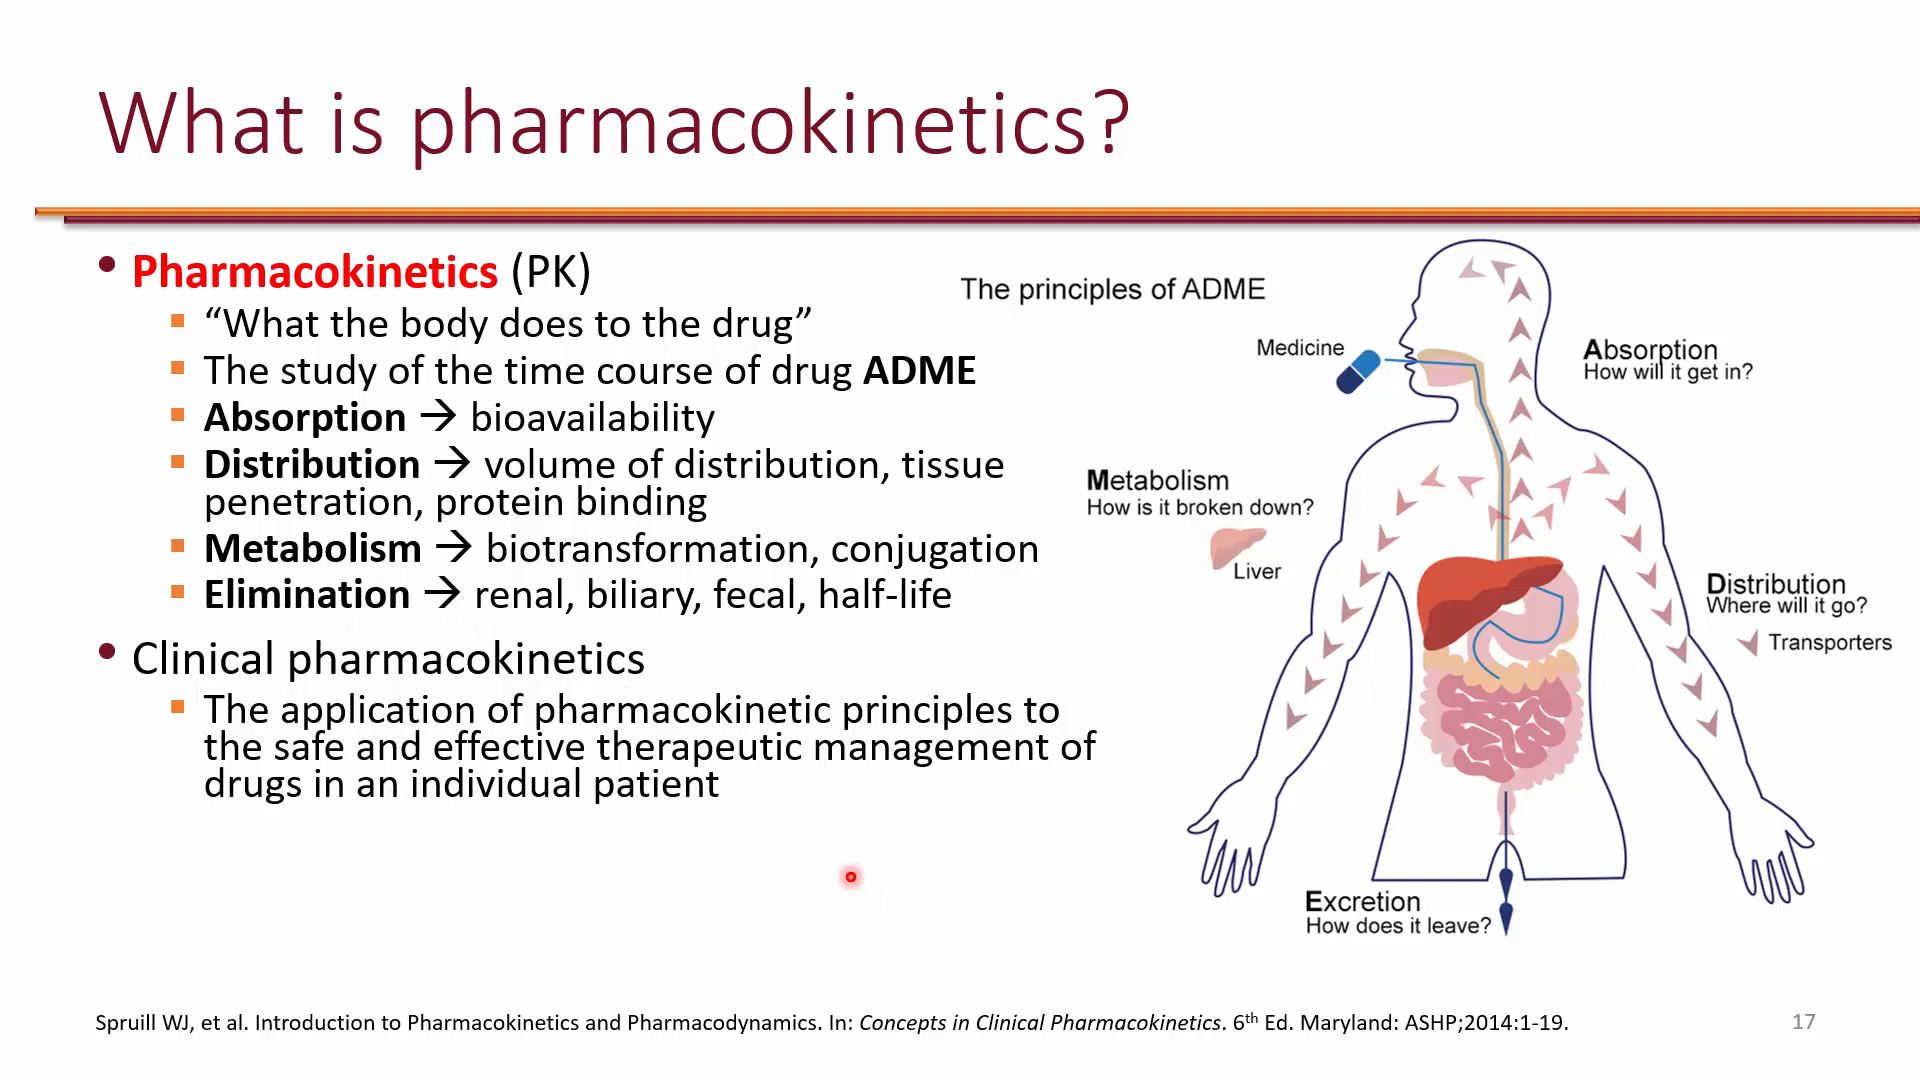 What is pharmacokinetics?
• Pharmacokinetics (PK)
▪ “What the body does to the drug”
▪ The study of the time course of drug ADME
▪ Absorption → bioavailability
▪ Distribution → volume of distribution, tissue
penetration, protein binding
▪ Metabolism → biotransformation, conjugation
▪ Elimination → renal, biliary, fecal, half-life
• Clinical pharmacokinetics
▪ The application of pharmacokinetic principles to
the safe and effective therapeutic management of
drugs in an individual patient
The principles of ADME
Medicine
Absorption
How will it get in?
Metabolism
How is it broken down?
Liver
Distribution
Where will it go?
Transporters
Excretion
How does it leave?
Spruill WJ, et al. Introduction to Pharmacokinetics and Pharmacodynamics. In: Concepts in Clinical Pharmacokinetics. 6th Ed. Maryland: ASHP;2014:1-19.
17